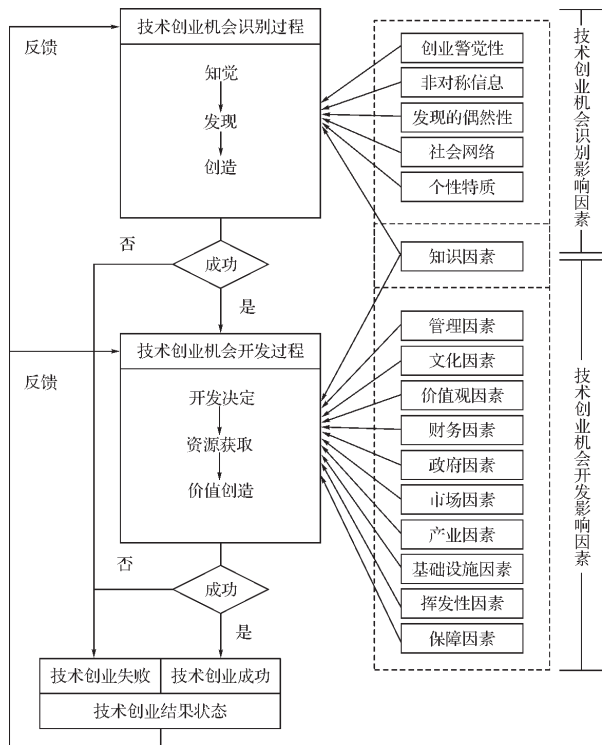 技术创业机会识别过程
反馈
知觉
发现
创造
创业警觉性
非对称信息
发现的偶然性
社会网络
个性特质
技术创业机会识别影响因素
否
成功
是
知识因素
技术创业机会开发过程
反馈
开发决定
资源获取
价值创造
管理因素
文化因素
价值观因素
财务因素
政府因素
市场因素
产业因素
基础设施因素
挥发性因素
保障因素
技术创业机会开发影响因素
否
成功
是
技术创业失败
技术创业成功
技术创业结果状态